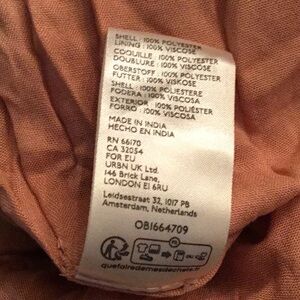 SHELL : 100% POLYESTER
LINING : 100% VISCOSE
COQUILLE : 100% POLYESTER
DOUBLURE : 100% VISCOSE
OBERSTOFF : 100% POLYESTER
FUTTER : 100% VISKOSE
SHELL : 100% POLIESTERE
FODERA : 100% VISCOSA
EXTERIOR : 100% POLIÉSTER
FORRO : 100% VISCOSA
MADE IN INDIA
HECHO EN INDIA
RN 66170
CA 32054
FOR EU
URBN UK Ltd.
146 Brick Lane,
LONDON E1 6RU
Leidsestraat 32, 1017 PB
Amsterdam, Netherlands
OB1664709
FR
quefairedemesdechets.fr